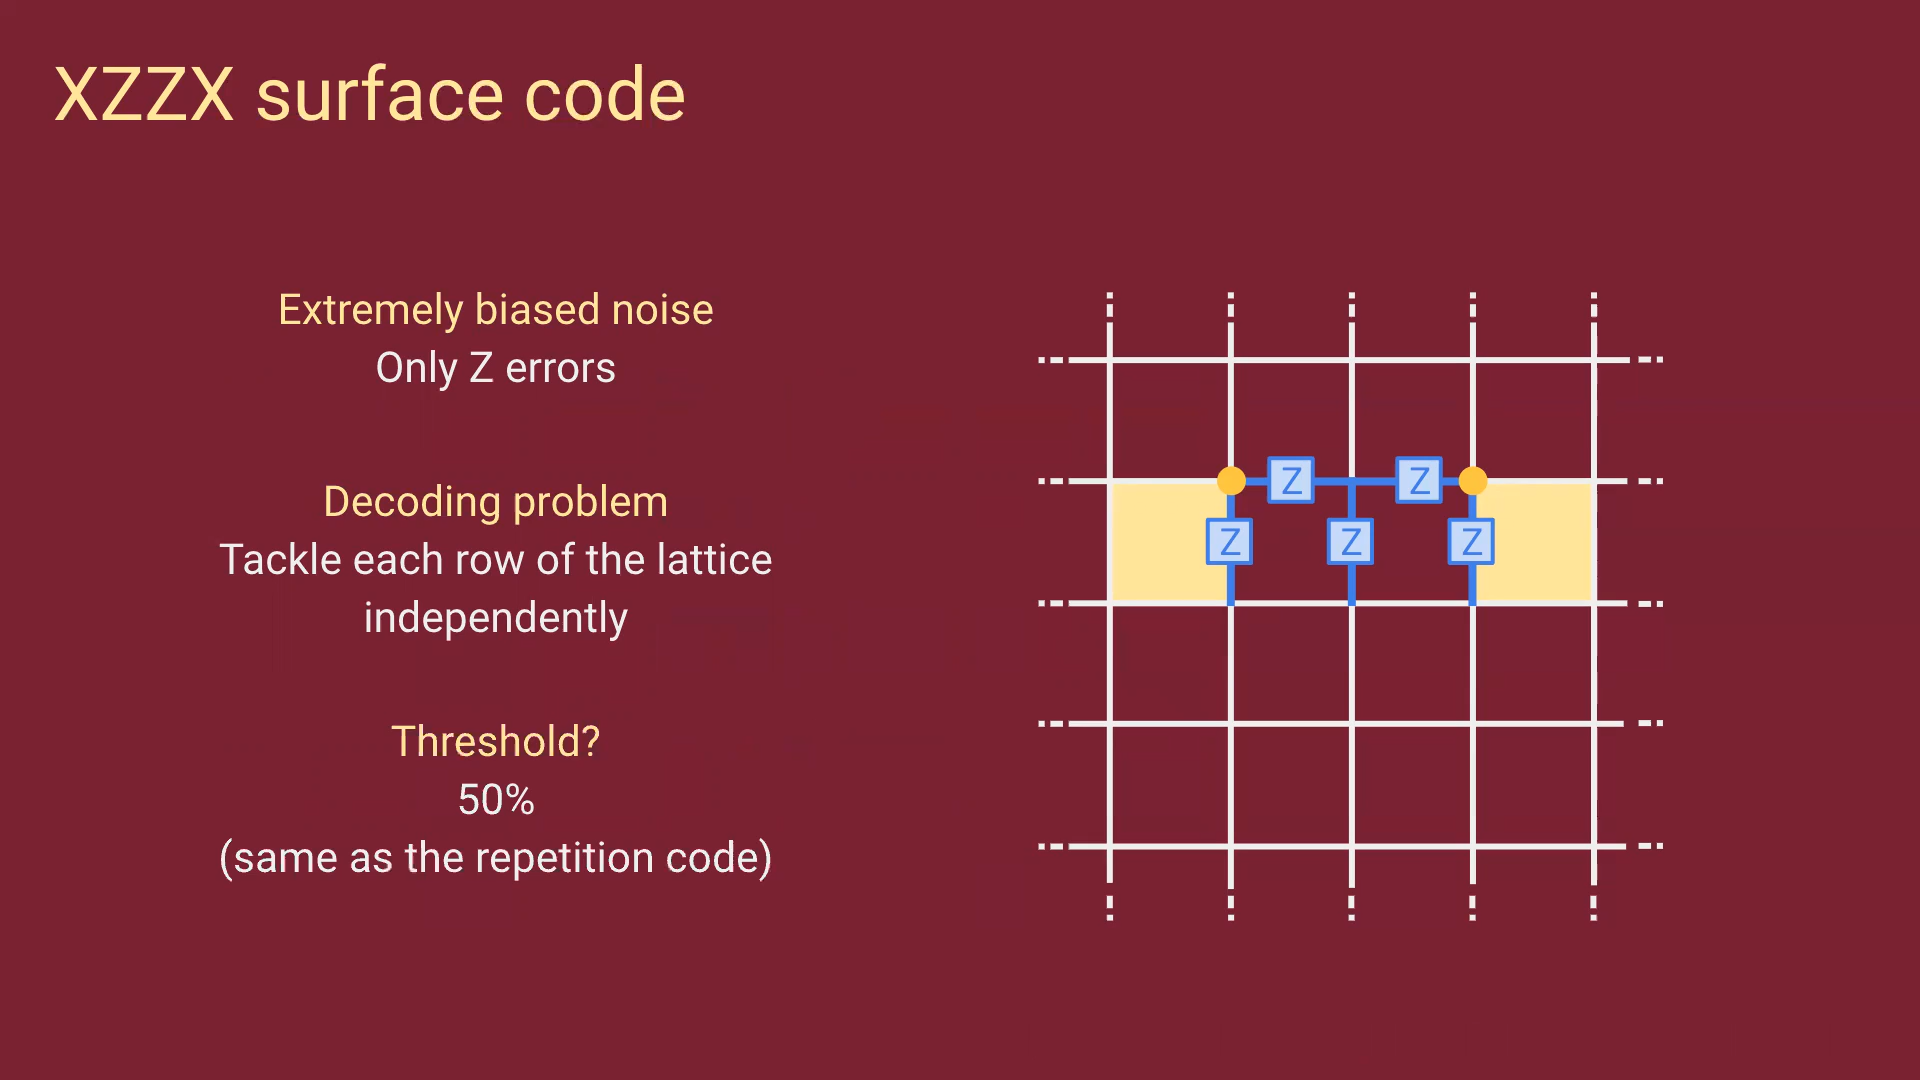 XZZX surface code
Extremely biased noise
Only Z errors
Decoding problem
Tackle each row of the lattice
independently
Threshold?
50%
(same as the repetition code)
Z Z
Z Z Z